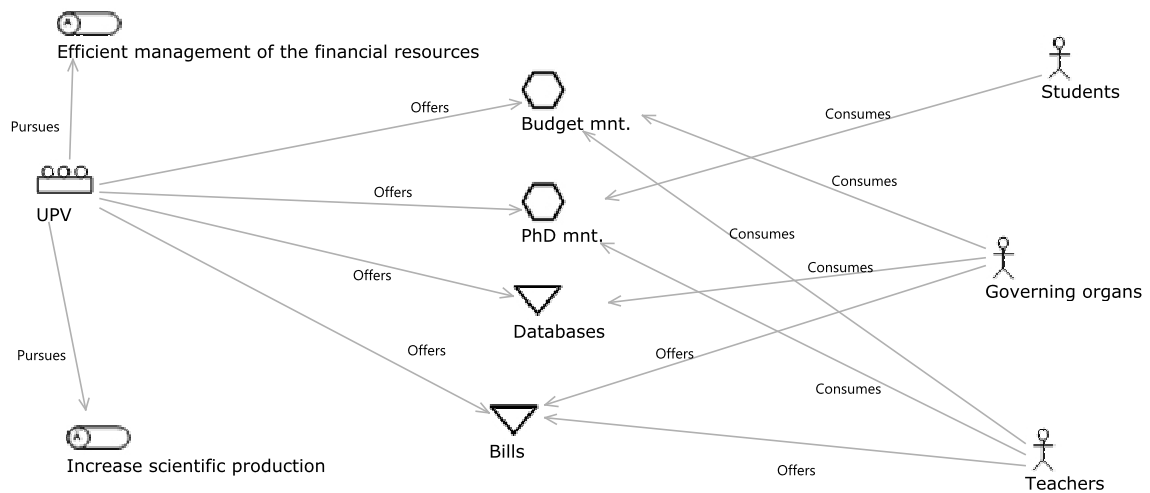 A
Efficient management of the financial resources
Students
Offers
Consumes
Budget mnt.
Pursues
Offers
Consumes
UPV
PhD mnt.
Consumes
Offers
Consumes
Governing organs
Databases
Pursues
Offers
Offers
Consumes
A
Bills
Increase scientific production
Offers
Teachers